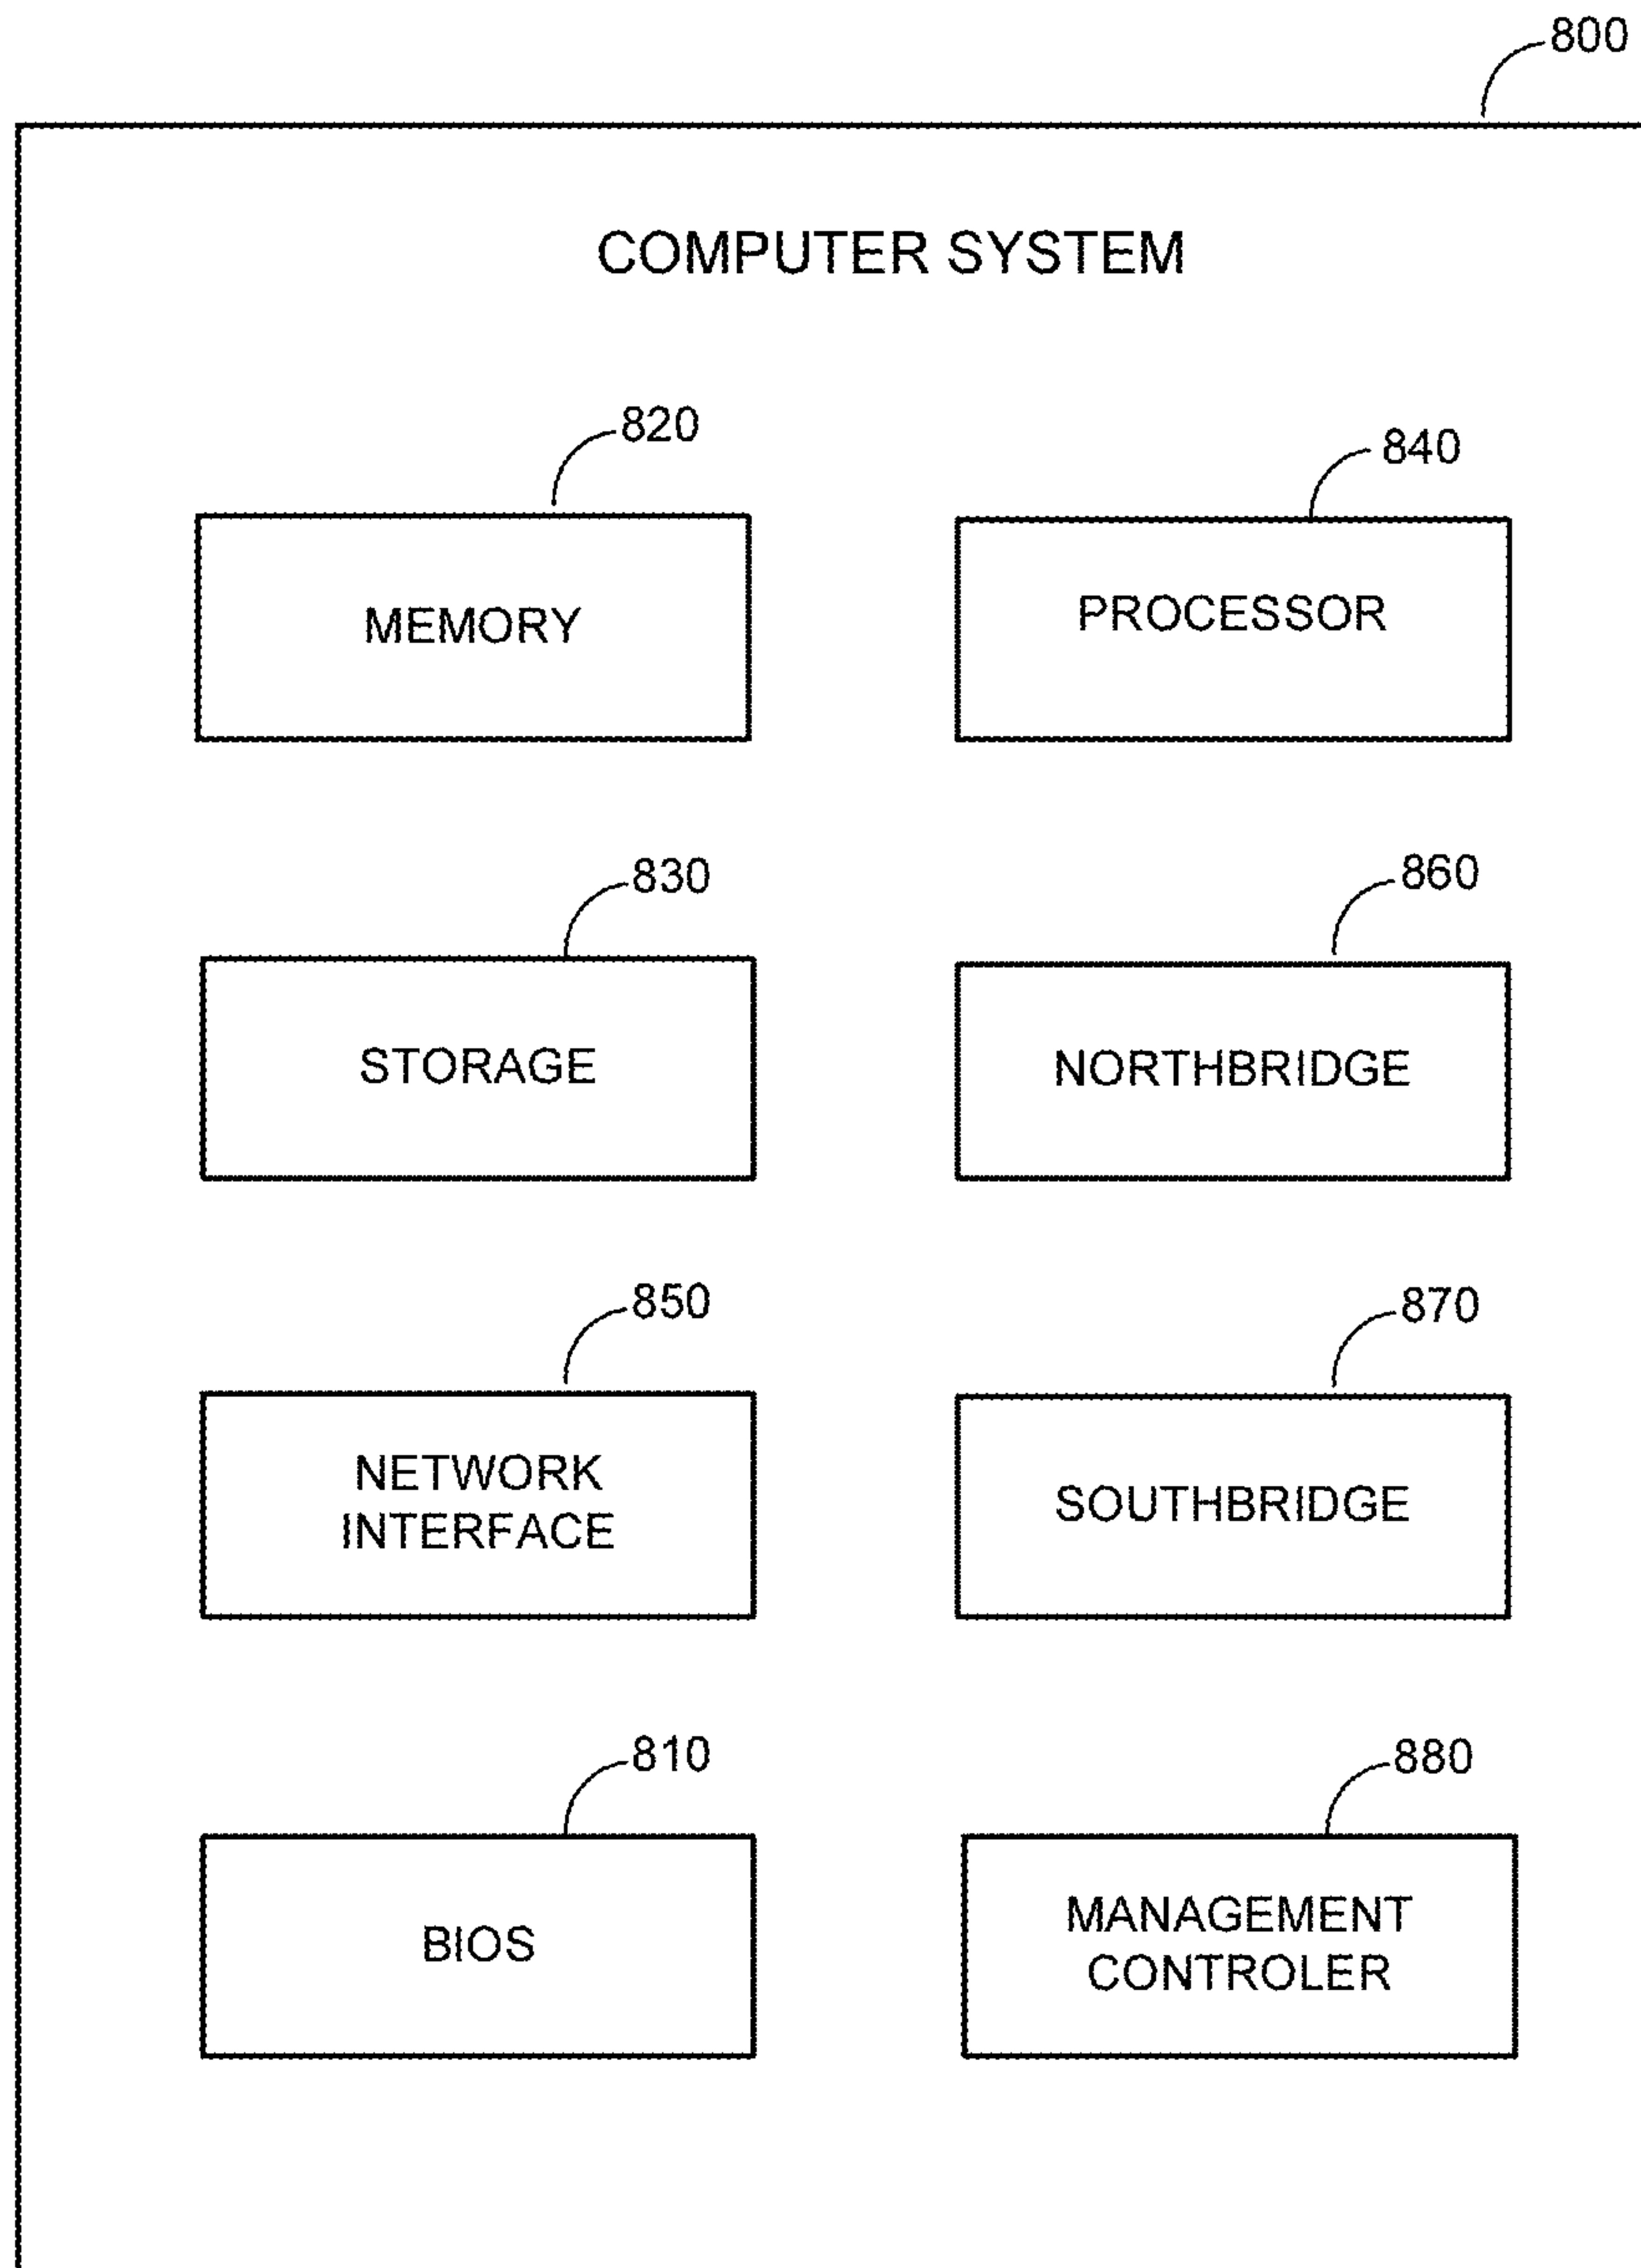 800
COMPUTER SYSTEM
820
840
MEMORY
PROCESSOR
830
860
STORAGE
NORTHBRIDGE
850
870
NETWORK
INTERFACE
SOUTHBRIDGE
810
880
BIOS
MANAGEMENT
CONTROLER